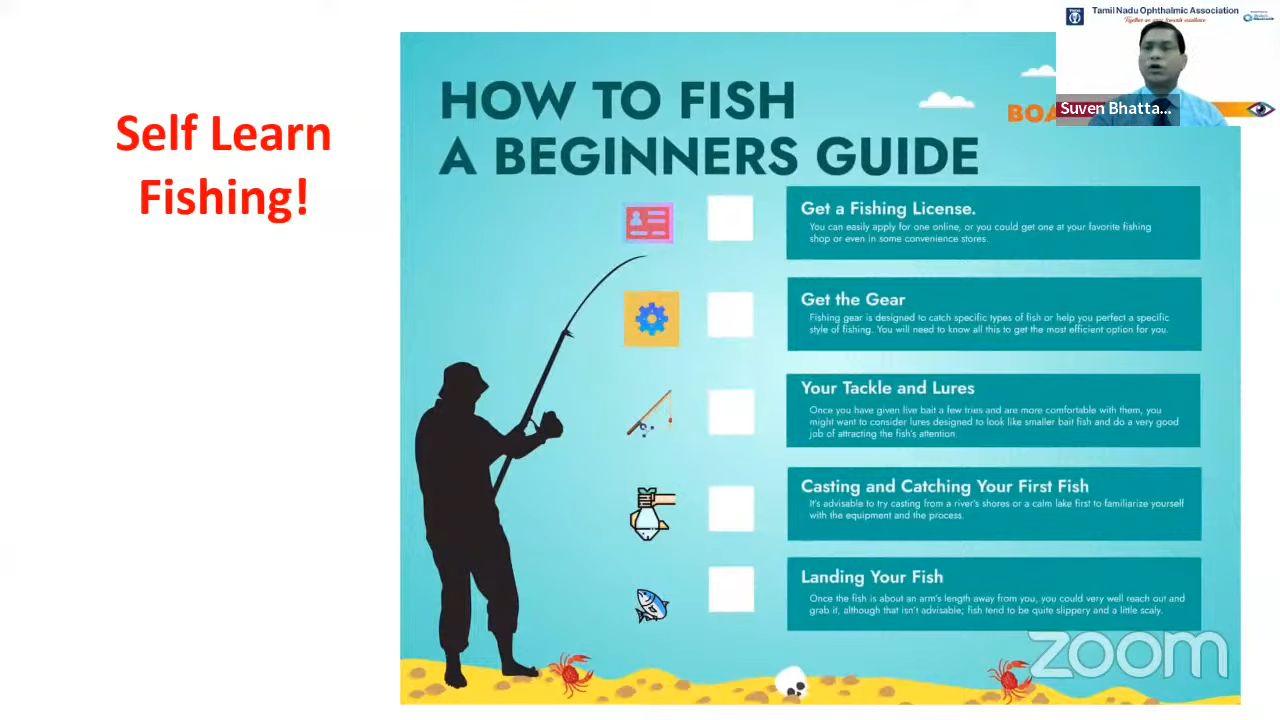 Tamil Nadu Ophthalmic Association
Together we grow towards excellence
Suven Bhatta...
Self Learn
Fishing!
HOW TO FISH
A BEGINNERS GUIDE
Get a Fishing License.
You can easily apply for one online, or you could get one at your favorite fishing
shop or even in some convenience stores.
Get the Gear
Fishing gear is designed to catch specific types of fish or help you perfect a specific
style of fishing. You will need to know all this to get the most efficient option for you.
Your Tackle and Lures
Once you have given live bait a few tries and are more comfortable with them, you
might want to consider lures designed to look like smaller bait fish and do a very good
job of attracting the fish's attention.
Casting and Catching Your First Fish
It's advisable to try casting from a river's shores or a calm lake first to familiarize yourself
with the equipment and the process.
Landing Your Fish
Once the fish is about an arm's length away from you, you could very well reach out and
grab it, although that isn't advisable; fish tend to be quite slippery and a little scaly.
zoom